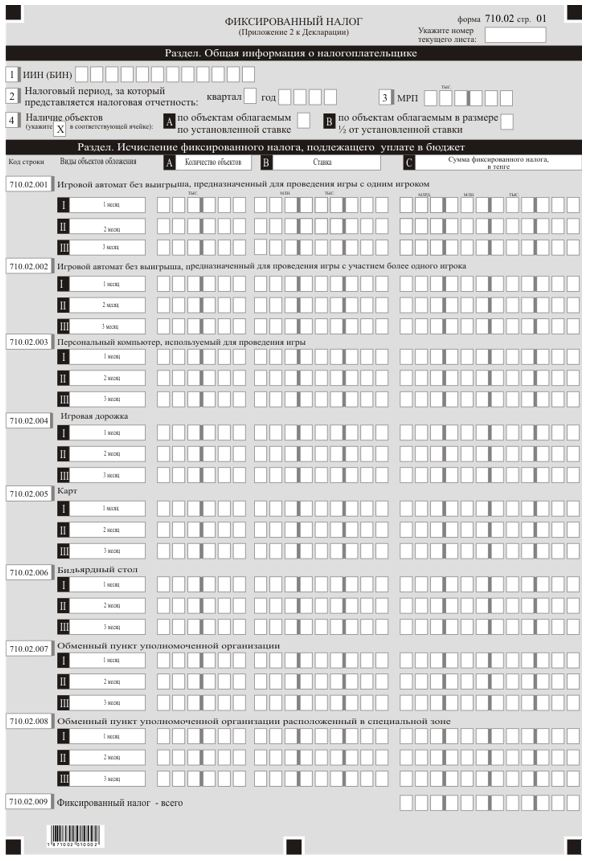 ФИКСИРОВАННЫЙ НАЛОГ
(Приложение 2 к Декларации)
форма 710.02 стр. 01
Укажите номер
текущего листа:
Раздел. Общая информация о налогоплательщике
1 ИИН (БИН)
2 Налоговый период, за который
представляется налоговая отчетность: квартал год
3 МРП тыс
4 Наличие объектов
(укажите X в соответствующей ячейке):
A по объектам облагаемым
по установленной ставке
B по объектам облагаемым в размере
½ от установленной ставки
Раздел. Исчисление фиксированного налога, подлежащего уплате в бюджет
Код строки Виды объектов обложения A Количество объектов B Ставка C Сумма фиксированного налога,
в тенге
710.02.001 Игровой автомат без выигрыша, предназначенный для проведения игры с одним игроком
тыс. млн. тыс. млрд. млн. тыс.
I 1 месяц
II 2 месяц
III 3 месяц
710.02.002 Игровой автомат без выигрыша, предназначенный для проведения игры с участием более одного игрока
I 1 месяц
II 2 месяц
III 3 месяц
710.02.003 Персональный компьютер, используемый для проведения игры
I 1 месяц
II 2 месяц
III 3 месяц
710.02.004 Игровая дорожка
I 1 месяц
II 2 месяц
III 3 месяц
710.02.005 Карт
I 1 месяц
II 2 месяц
III 3 месяц
710.02.006 Бильярдный стол
I 1 месяц
II 2 месяц
III 3 месяц
710.02.007 Обменный пункт уполномоченной организации
I 1 месяц
II 2 месяц
III 3 месяц
710.02.008 Обменный пункт уполномоченной организации расположенный в специальной зоне
I 1 месяц
II 2 месяц
III 3 месяц
710.02.009 Фиксированный налог - всего
1871002010002